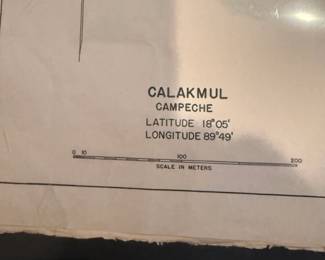 CALAKMUL
CAMPECHE
LATITUDE 18°05'
LONGITUDE 89°49'
0 10 100 200
SCALE IN METERS